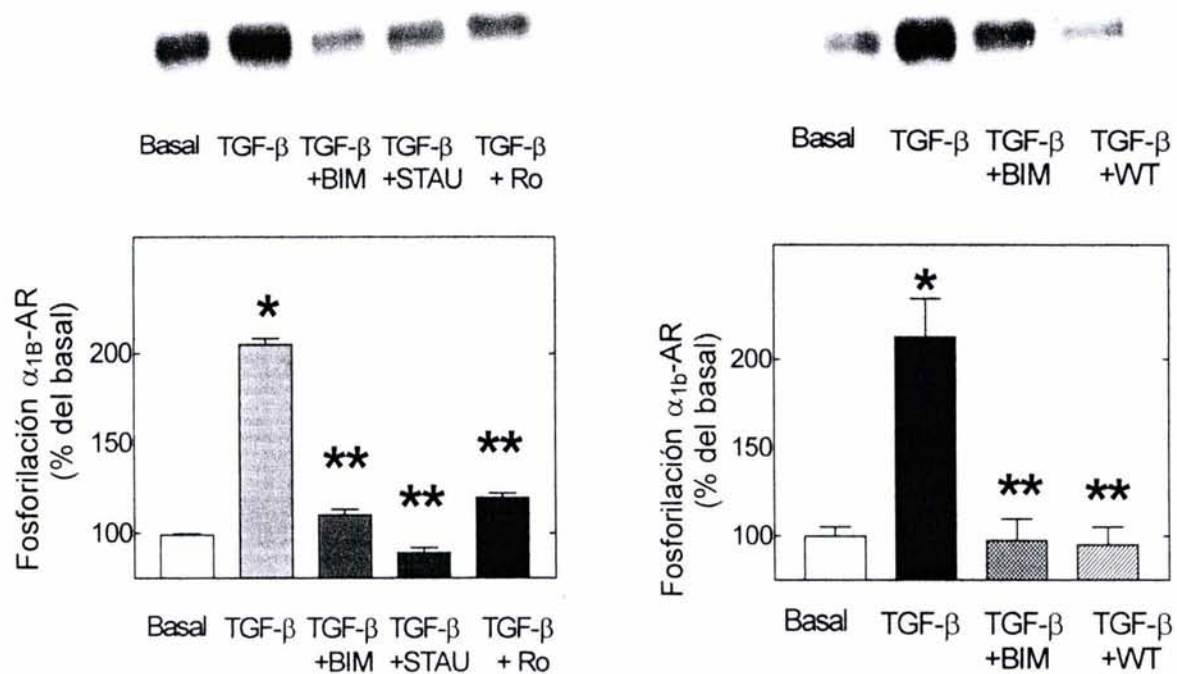 Basal TGF-β TGF-β TGF-β TGF-β
+BIM +STAU + Ro
Basal TGF-β TGF-β TGF-β
+BIM +WT
Fosforilación α1B-AR
(% del basal)
200
150
100
*
**
**
**
Basal TGF-β TGF-β TGF-β TGF-β
+BIM +STAU + Ro
Fosforilación α1b-AR
(% del basal)
200
150
100
*
**
**
Basal TGF-β TGF-β TGF-β
+BIM +WT